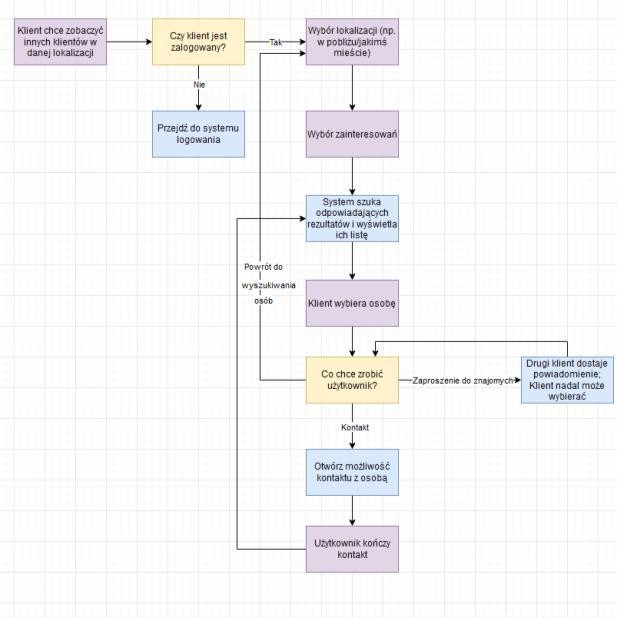 Klient chce zobaczyć
innych klientów w
danej lokalizacji
Czy klient jest
zalogowany?
Tak
Wybór lokalizacji (np.
w pobliżu/jakimś
mieście)
Nie
Przejdź do systemu
logowania
Wybór zainteresowań
System szuka
odpowiadających
rezultatów i wyświetla
ich listę
Powrót do
wyszukiwania
osób
Klient wybiera osobę
Co chce zrobić
użytkownik?
Zaproszenie do znajomych
Drugi klient dostaje
powiadomienie;
Klient nadal może
wybierać
Kontakt
Otwórz możliwość
kontaktu z osobą
Użytkownik kończy
kontakt